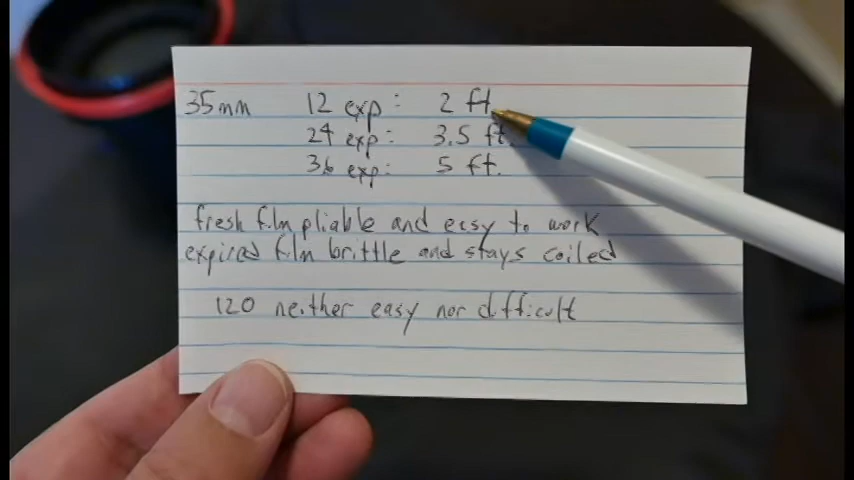 35mm 12 exp: 2 ft.
24 exp: 3.5 ft.
36 exp: 5 ft.
fresh film pliable and easy to work
expired film brittle and stays coiled
120 neither easy nor difficult